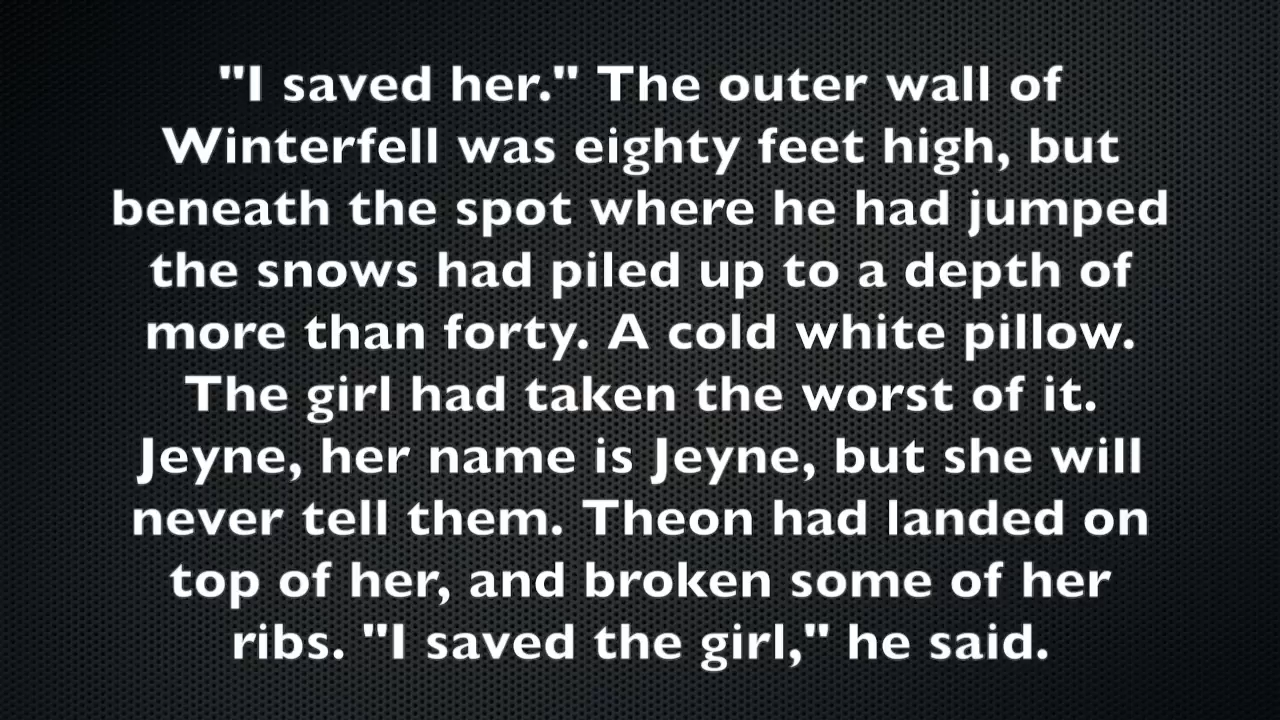 "I saved her." The outer wall of
Winterfell was eighty feet high, but
beneath the spot where he had jumped
the snows had piled up to a depth of
more than forty. A cold white pillow.
The girl had taken the worst of it.
Jeyne, her name is Jeyne, but she will
never tell them. Theon had landed on
top of her, and broken some of her
ribs. "I saved the girl," he said.